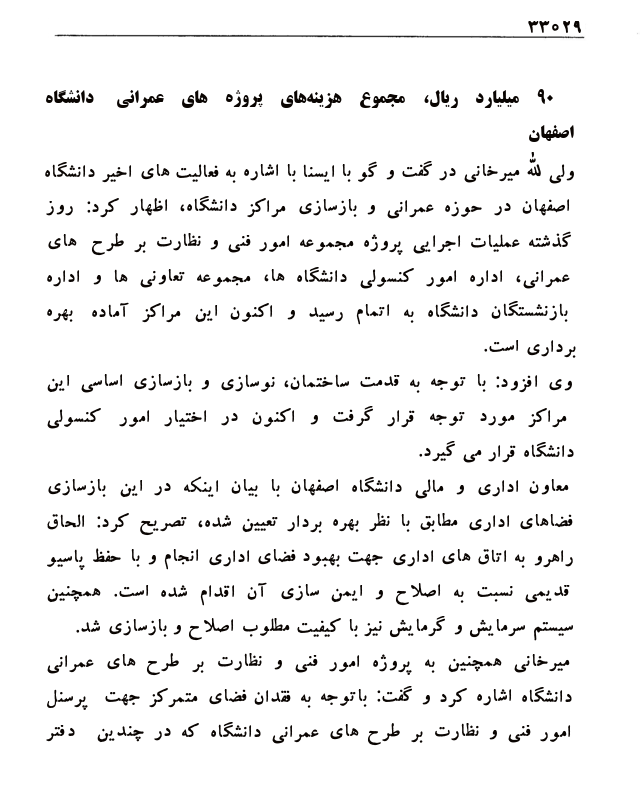 ۳۳۰۲۹
۹۰ میلیارد ریال، مجموع هزینه‌های پروژه های عمرانی دانشگاه
اصفهان
ولی الله میرخانی در گفت و گو با ایسنا با اشاره به فعالیت های اخیر دانشگاه
اصفهان در حوزه عمرانی و بازسازی مراکز دانشگاه، اظهار کرد: روز
گذشته عملیات اجرایی پروژه مجموعه امور فنی و نظارت بر طرح های
عمرانی، اداره امور کنسولی دانشگاه ها، مجموعه تعاونی ها و اداره
بازنشستگان دانشگاه به اتمام رسید و اکنون این مراکز آماده بهره
برداری است.
وی افزود: با توجه به قدمت ساختمان، نوسازی و بازسازی اساسی این
مراکز مورد توجه قرار گرفت و اکنون در اختیار امور کنسولی
دانشگاه قرار می گیرد.
معاون اداری و مالی دانشگاه اصفهان با بیان اینکه در این بازسازی
فضاهای اداری مطابق با نظر بهره بردار تعیین شده، تصریح کرد: الحاق
راهرو به اتاق های اداری جهت بهبود فضای اداری انجام و با حفظ پاسیو
قدیمی نسبت به اصلاح و ایمن سازی آن اقدام شده است. همچنین
سیستم سرمایش و گرمایش نیز با کیفیت مطلوب اصلاح و بازسازی شد.
میرخانی همچنین به پروژه امور فنی و نظارت بر طرح های عمرانی
دانشگاه اشاره کرد و گفت: باتوجه به فقدان فضای متمرکز جهت پرسنل
امور فنی و نظارت بر طرح های عمرانی دانشگاه که در چندین دفتر